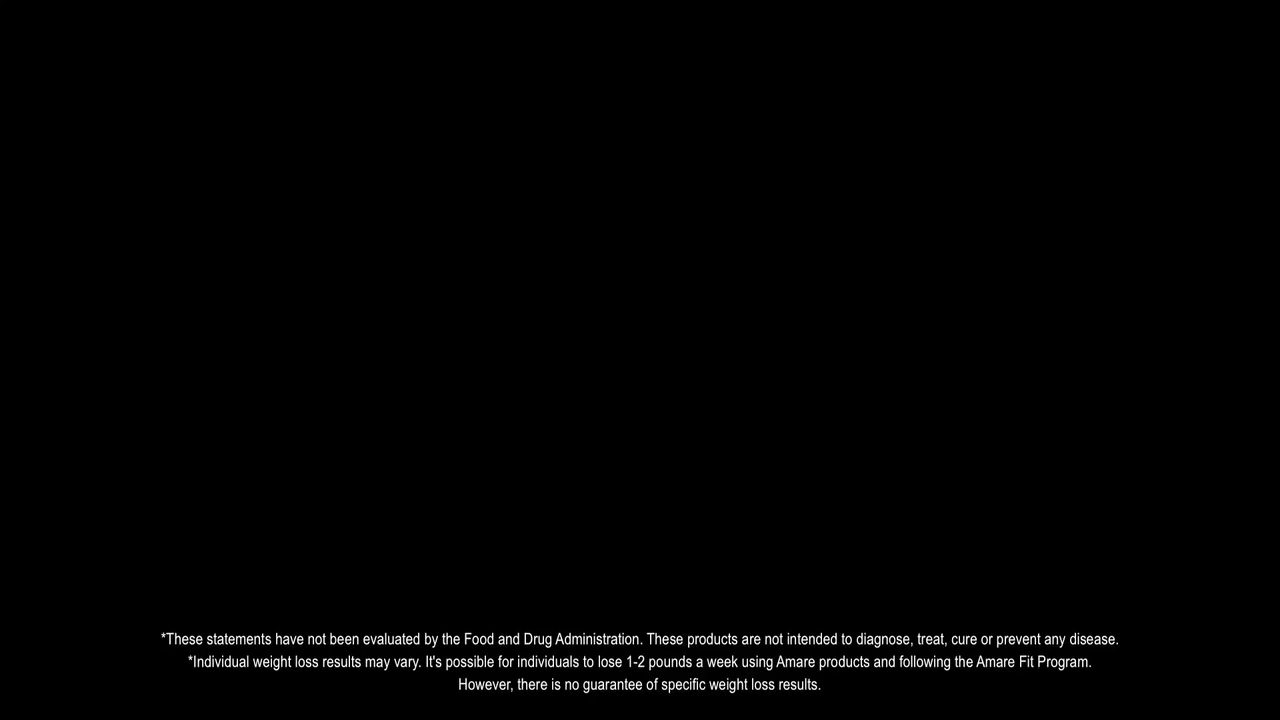 *These statements have not been evaluated by the Food and Drug Administration. These products are not intended to diagnose, treat, cure or prevent any disease.
*Individual weight loss results may vary. It's possible for individuals to lose 1-2 pounds a week using Amare products and following the Amare Fit Program.
However, there is no guarantee of specific weight loss results.